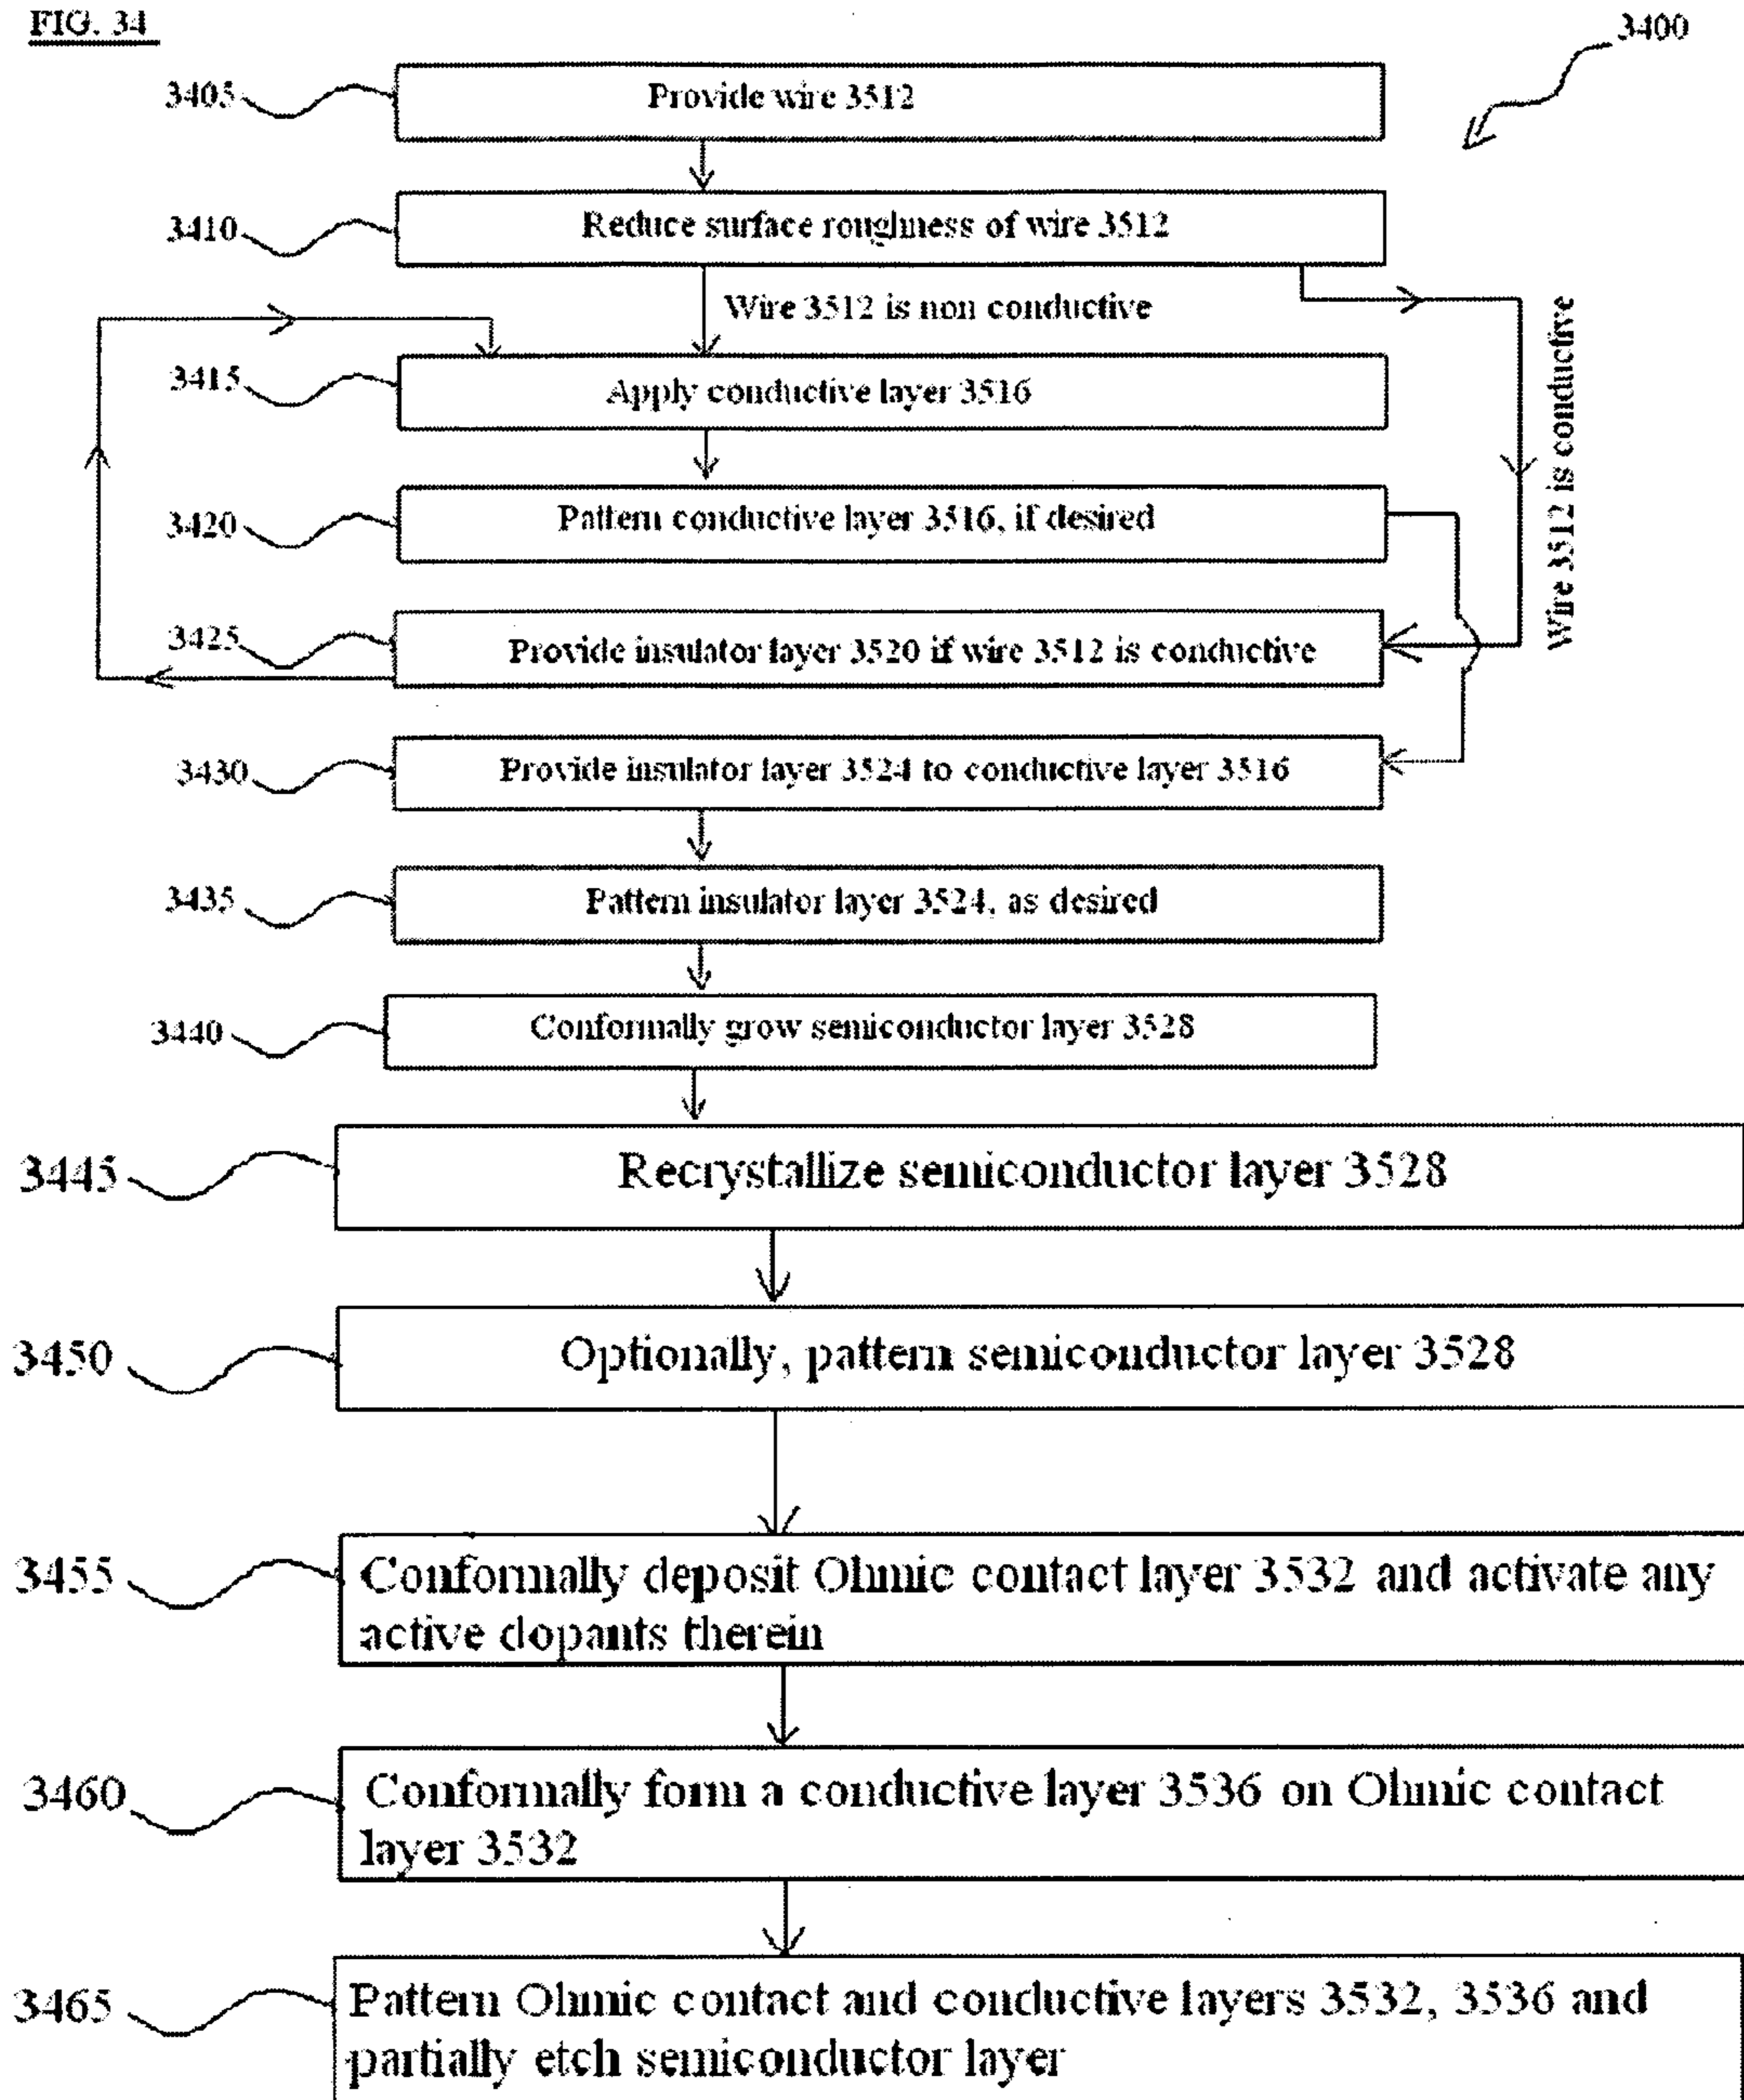 FIG. 34
3400
3405
Provide wire 3512
3410
Reduce surface roughness of wire 3512
Wire 3512 is non conductive
Wire 3512 is conductive
3415
Apply conductive layer 3516
3420
Pattern conductive layer 3516, if desired
3425
Provide insulator layer 3520 if wire 3512 is conductive
3430
Provide insulator layer 3524 to conductive layer 3516
3435
Pattern insulator layer 3524, as desired
3440
Conformally grow semiconductor layer 3528
3445
Recrystallize semiconductor layer 3528
3450
Optionally, pattern semiconductor layer 3528
3455
Conformally deposit Ohmic contact layer 3532 and activate any
active dopants therein
3460
Conformally form a conductive layer 3536 on Ohmic contact
layer 3532
3465
Pattern Ohmic contact and conductive layers 3532, 3536 and
partially etch semiconductor layer